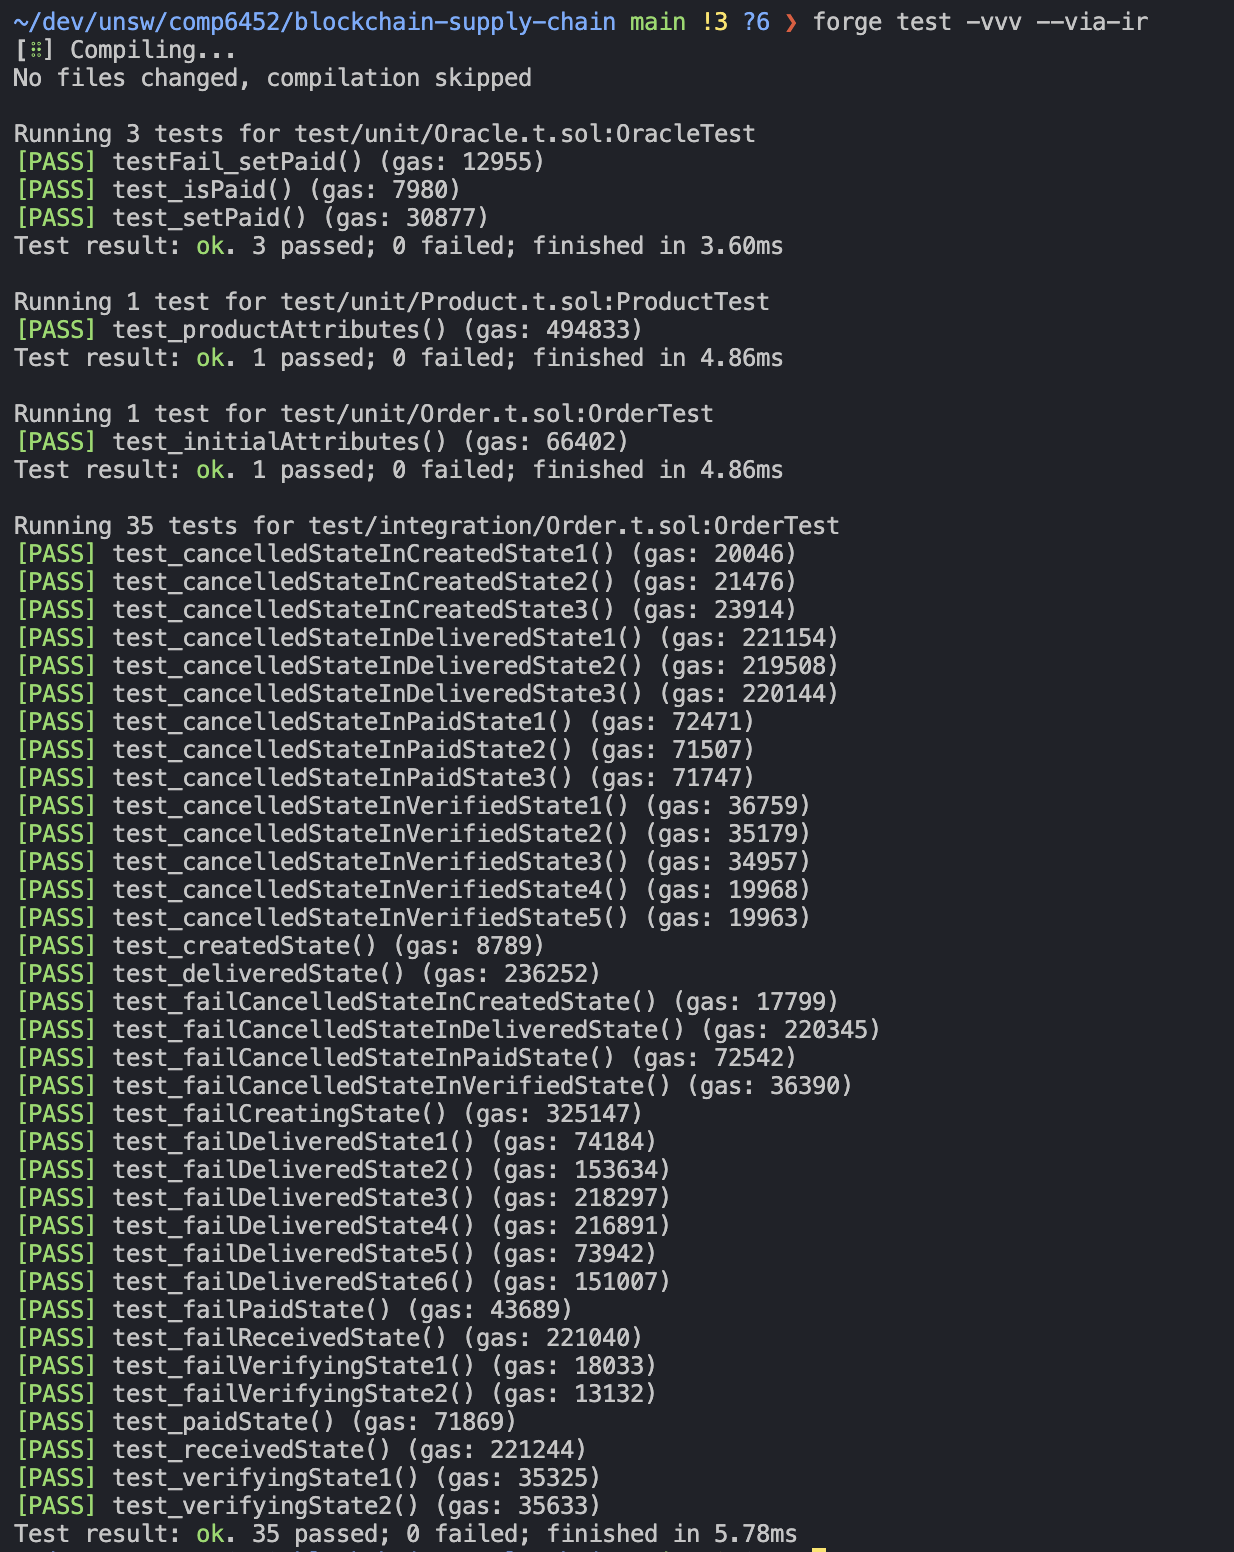 ~/dev/unsw/comp6452/blockchain-supply-chain main !3 ?6 ❯ forge test -vvv --via-ir
[⠿] Compiling...
No files changed, compilation skipped
Running 3 tests for test/unit/Oracle.t.sol:OracleTest
[PASS] testFail_setPaid() (gas: 12955)
[PASS] test_isPaid() (gas: 7980)
[PASS] test_setPaid() (gas: 30877)
Test result: ok. 3 passed; 0 failed; finished in 3.60ms
Running 1 test for test/unit/Product.t.sol:ProductTest
[PASS] test_productAttributes() (gas: 494833)
Test result: ok. 1 passed; 0 failed; finished in 4.86ms
Running 1 test for test/unit/Order.t.sol:OrderTest
[PASS] test_initialAttributes() (gas: 66402)
Test result: ok. 1 passed; 0 failed; finished in 4.86ms
Running 35 tests for test/integration/Order.t.sol:OrderTest
[PASS] test_cancelledStateInCreatedState1() (gas: 20046)
[PASS] test_cancelledStateInCreatedState2() (gas: 21476)
[PASS] test_cancelledStateInCreatedState3() (gas: 23914)
[PASS] test_cancelledStateInDeliveredState1() (gas: 221154)
[PASS] test_cancelledStateInDeliveredState2() (gas: 219508)
[PASS] test_cancelledStateInDeliveredState3() (gas: 220144)
[PASS] test_cancelledStateInPaidState1() (gas: 72471)
[PASS] test_cancelledStateInPaidState2() (gas: 71507)
[PASS] test_cancelledStateInPaidState3() (gas: 71747)
[PASS] test_cancelledStateInVerifiedState1() (gas: 36759)
[PASS] test_cancelledStateInVerifiedState2() (gas: 35179)
[PASS] test_cancelledStateInVerifiedState3() (gas: 34957)
[PASS] test_cancelledStateInVerifiedState4() (gas: 19968)
[PASS] test_cancelledStateInVerifiedState5() (gas: 19963)
[PASS] test_createdState() (gas: 8789)
[PASS] test_deliveredState() (gas: 236252)
[PASS] test_failCancelledStateInCreatedState() (gas: 17799)
[PASS] test_failCancelledStateInDeliveredState() (gas: 220345)
[PASS] test_failCancelledStateInPaidState() (gas: 72542)
[PASS] test_failCancelledStateInVerifiedState() (gas: 36390)
[PASS] test_failCreatingState() (gas: 325147)
[PASS] test_failDeliveredState1() (gas: 74184)
[PASS] test_failDeliveredState2() (gas: 153634)
[PASS] test_failDeliveredState3() (gas: 218297)
[PASS] test_failDeliveredState4() (gas: 216891)
[PASS] test_failDeliveredState5() (gas: 73942)
[PASS] test_failDeliveredState6() (gas: 151007)
[PASS] test_failPaidState() (gas: 43689)
[PASS] test_failReceivedState() (gas: 221040)
[PASS] test_failVerifyingState1() (gas: 18033)
[PASS] test_failVerifyingState2() (gas: 13132)
[PASS] test_paidState() (gas: 71869)
[PASS] test_receivedState() (gas: 221244)
[PASS] test_verifyingState1() (gas: 35325)
[PASS] test_verifyingState2() (gas: 35633)
Test result: ok. 35 passed; 0 failed; finished in 5.78ms